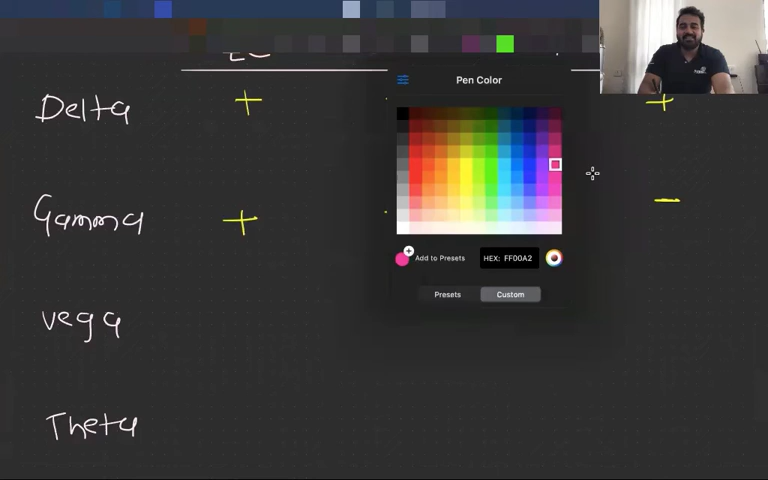 Pen Color
Delta + +
Gamma + −
HEX: FF00A2
Add to Presets
Presets Custom
Vega
Theta